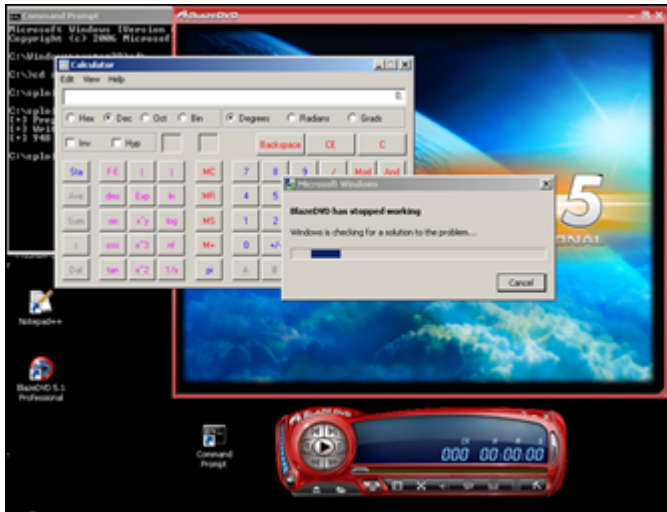 Command Prompt
Microsoft Windows [Version
Copyright (c) 2006 Microsof
BlazeDVD
Calculator
Edit View Help
0.
Hex Dec Oct Bin Degrees Radians Grads
Inv Hyp Backspace CE C
Sta F-E ( ) MC 7 8 9 / Mod And
Ave dms Exp ln MR 4 5
Sum sin x^y log MS 1 2
s cos x^3 n! M+ 0 +/-
Dat tan x^2 1/x pi A B
Microsoft Windows
BlazeDVD has stopped working
Windows is checking for a solution to the problem...
Cancel
5
IONAL
Notepad++
BlazeDVD 5.1
Professional
Command
Prompt
BLAZE DVD
000 00:00:00